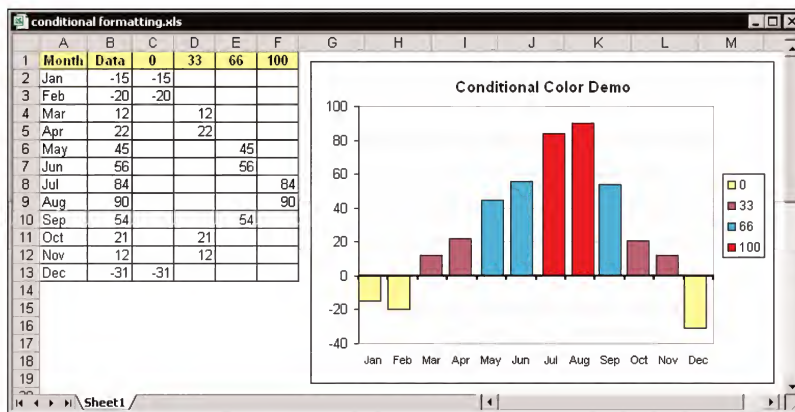 conditional formatting.xls
A B C D E F G H I J K L M
1 Month Data 0 33 66 100
2 Jan -15 -15
3 Feb -20 -20
4 Mar 12 12
5 Apr 22 22
6 May 45 45
7 Jun 56 56
8 Jul 84 84
9 Aug 90 90
10 Sep 54 54
11 Oct 21 21
12 Nov 12 12
13 Dec -31 -31
14
15
16
17
18
19
Conditional Color Demo
100
80
60
40
20
0
-20
-40
Jan Feb Mar Apr May Jun Jul Aug Sep Oct Nov Dec
0
33
66
100
Sheet1